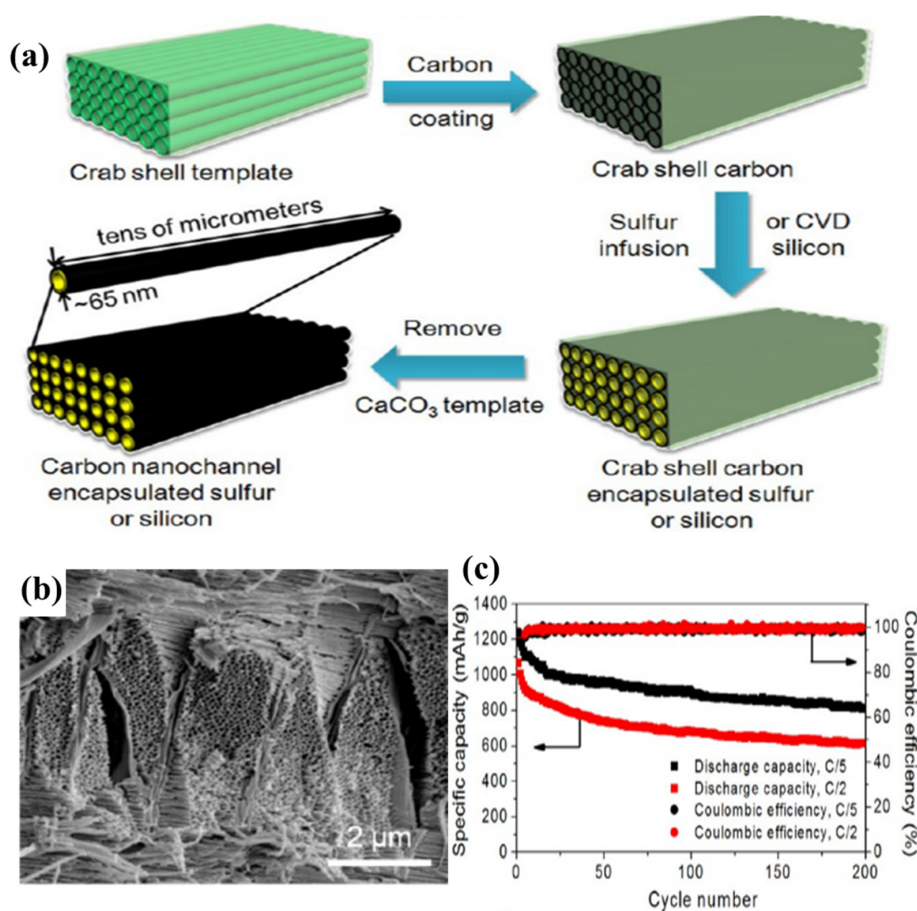 (a)
Carbon
coating
Crab shell template
Crab shell carbon
tens of micrometers
~65 nm
Sulfur
infusion
or CVD
silicon
Remove
CaCO₃ template
Carbon nanochannel
encapsulated sulfur
or silicon
Crab shell carbon
encapsulated sulfur
or silicon
(b)
2 µm
(c)
Specific capacity (mAh/g)
1400
1200
1000
800
600
400
200
0
Discharge capacity, C/5
Discharge capacity, C/2
Coulombic efficiency, C/5
Coulombic efficiency, C/2
100
80
60
40
20
0
Coulombic efficiency (%)
0
50
100
150
200
Cycle number